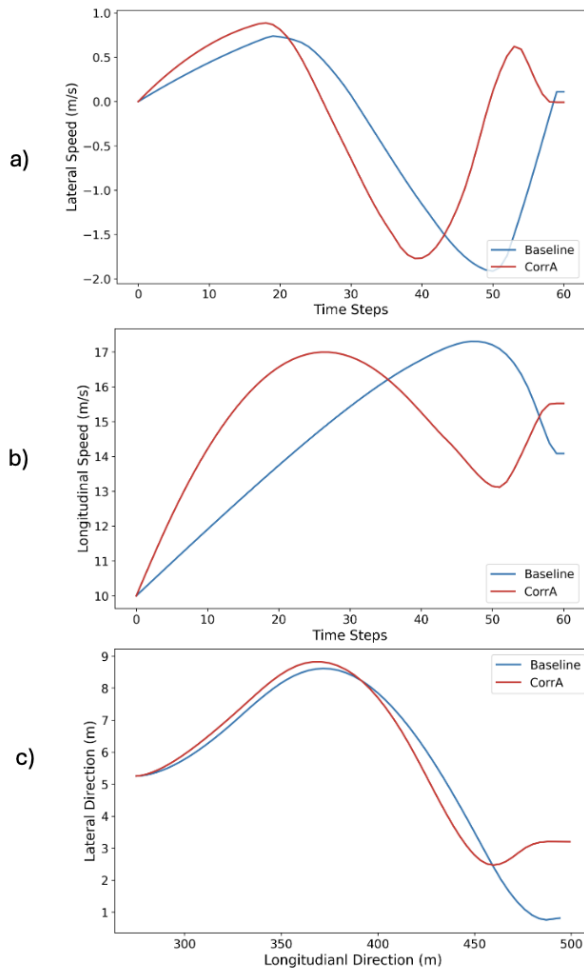 a)
Lateral Speed (m/s)
1.0
0.5
0.0
−0.5
−1.0
−1.5
−2.0
0 10 20 30 40 50 60
Time Steps
Baseline
CorrA
b)
Longitudinal Speed (m/s)
17
16
15
14
13
12
11
10
0 10 20 30 40 50 60
Time Steps
Baseline
CorrA
c)
Lateral Direction (m)
9
8
7
6
5
4
3
2
1
300 350 400 450 500
Longitudianl Direction (m)
Baseline
CorrA